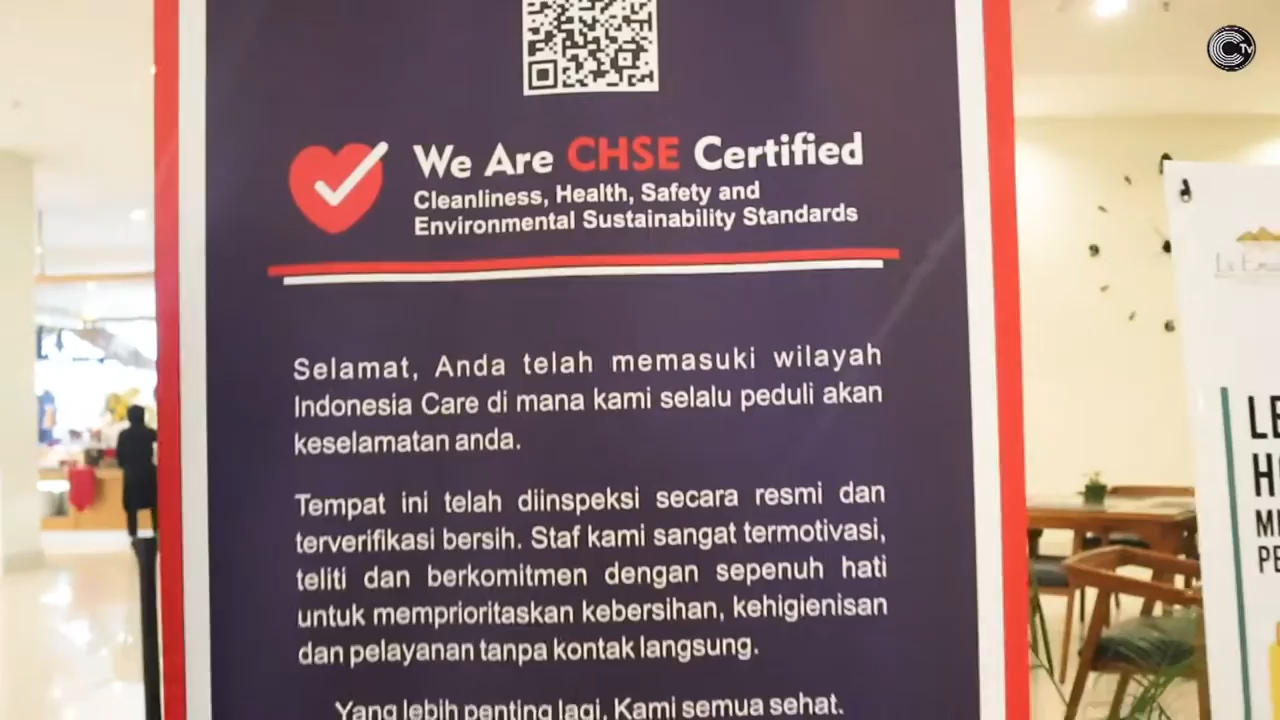 We Are CHSE Certified
Cleanliness, Health, Safety and
Environmental Sustainability Standards
Selamat, Anda telah memasuki wilayah
Indonesia Care di mana kami selalu peduli akan
keselamatan anda.
Tempat ini telah diinspeksi secara resmi dan
terverifikasi bersih. Staf kami sangat termotivasi,
teliti dan berkomitmen dengan sepenuh hati
untuk memprioritaskan kebersihan, kehigienisan
dan pelayanan tanpa kontak langsung.
Yang lebih penting lagi, Kami semua sehat.
TV